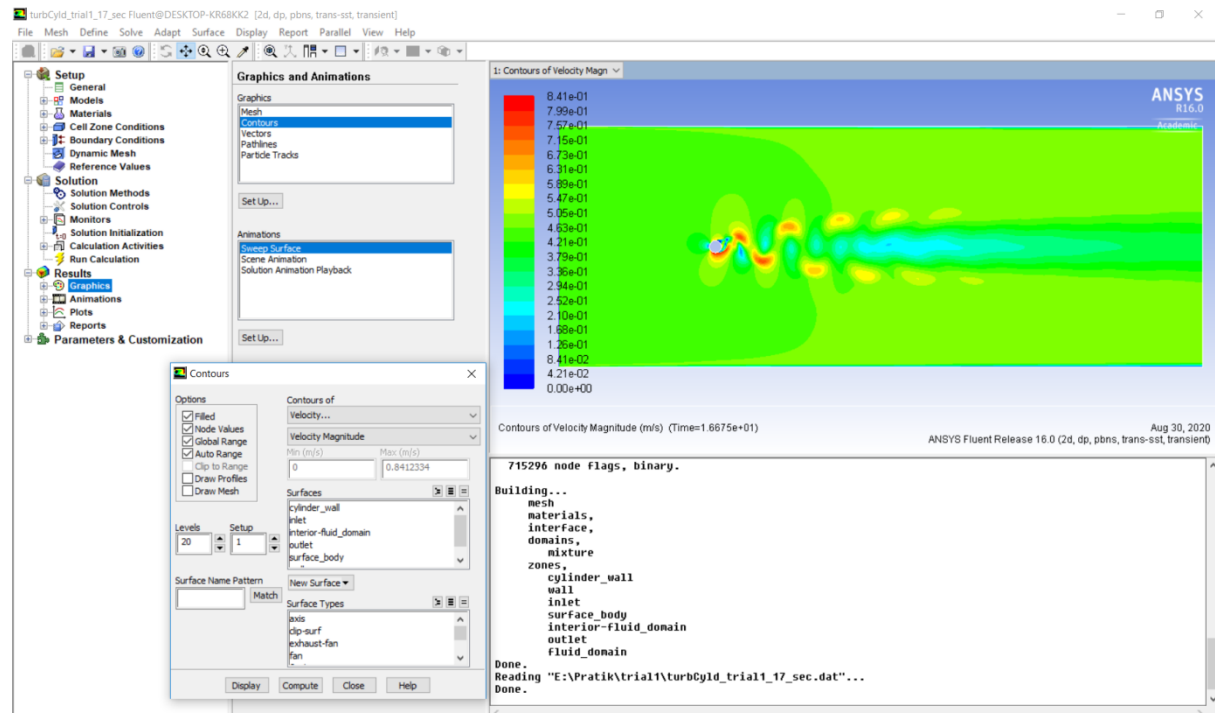 turbCyld_trial1_17_sec Fluent@DESKTOP-KR6BKK2 [2d, dp, pbns, trans-sst, transient]
File Mesh Define Solve Adapt Surface Display Report Parallel View Help
Setup
General
Models
Materials
Cell Zone Conditions
Boundary Conditions
Dynamic Mesh
Reference Values
Solution
Solution Methods
Solution Controls
Monitors
Solution Initialization
Calculation Activities
Run Calculation
Results
Graphics
Animations
Plots
Reports
Parameters & Customization
Graphics and Animations
Graphics
Mesh
Contours
Vectors
Pathlines
Particle Tracks
Set Up...
Animations
Sweep Surface
Scene Animation
Solution Animation Playback
Set Up...
1: Contours of Velocity Magn
8.41e-01
7.99e-01
7.57e-01
7.15e-01
6.73e-01
6.31e-01
5.89e-01
5.47e-01
5.05e-01
4.63e-01
4.21e-01
3.79e-01
3.36e-01
2.94e-01
2.52e-01
2.10e-01
1.68e-01
1.26e-01
8.41e-02
4.21e-02
0.00e+00
ANSYS
R16.0
Academic
Contours of Velocity Magnitude (m/s) (Time=1.6675e+01)
Aug 30, 2020
ANSYS Fluent Release 16.0 (2d, dp, pbns, trans-sst, transient)
Contours
Options
Filled
Node Values
Global Range
Auto Range
Clip to Range
Draw Profiles
Draw Mesh
Levels
20
Setup
1
Surface Name Pattern
Match
Contours of
Velocity...
Velocity Magnitude
Min (m/s) Max (m/s)
0 0.8412334
Surfaces
cylinder_wall
inlet
interior-fluid_domain
outlet
surface_body
New Surface
Surface Types
axis
clip-surf
exhaust-fan
fan
Display Compute Close Help
715296 node flags, binary.
Building...
mesh
materials,
interface,
domains,
mixture
zones,
cylinder_wall
wall
inlet
surface_body
interior-fluid_domain
outlet
fluid_domain
Done.
Reading "E:\Pratik\trial1\turbCyld_trial1_17_sec.dat"...
Done.